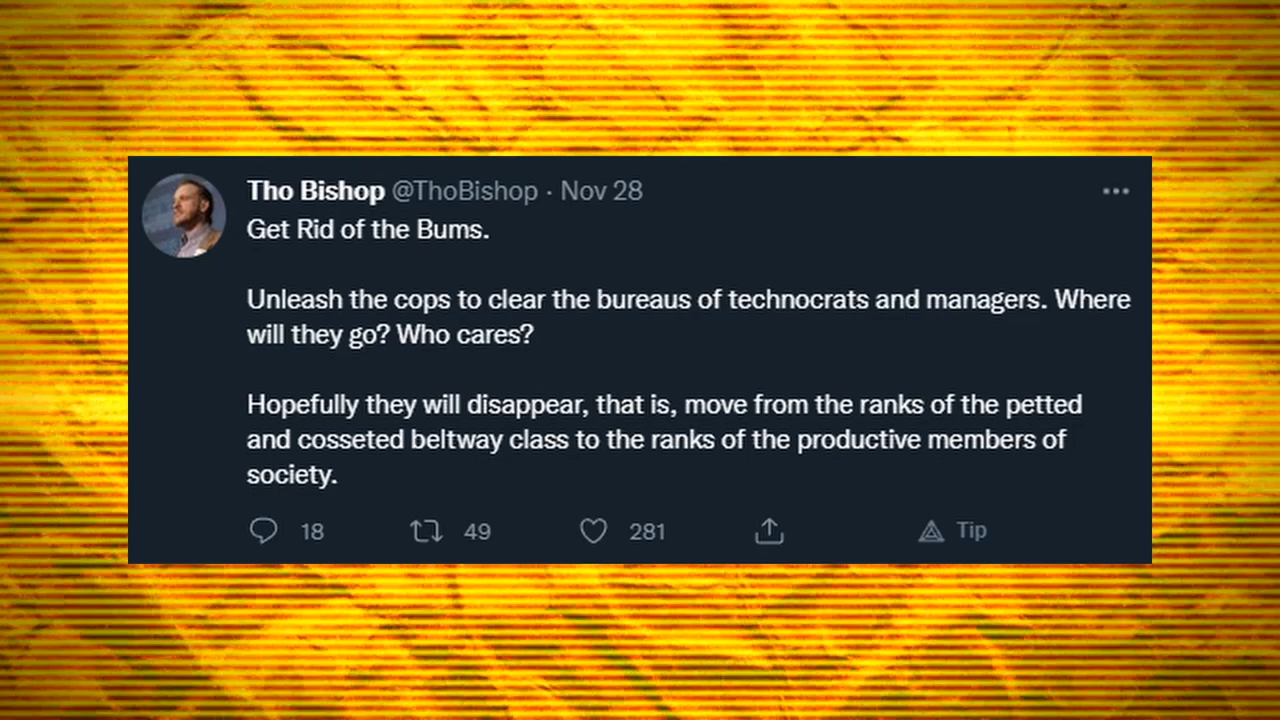 Tho Bishop @ThoBishop · Nov 28
Get Rid of the Bums.
Unleash the cops to clear the bureaus of technocrats and managers. Where
will they go? Who cares?
Hopefully they will disappear, that is, move from the ranks of the petted
and cosseted beltway class to the ranks of the productive members of
society.
18 49 281 Tip